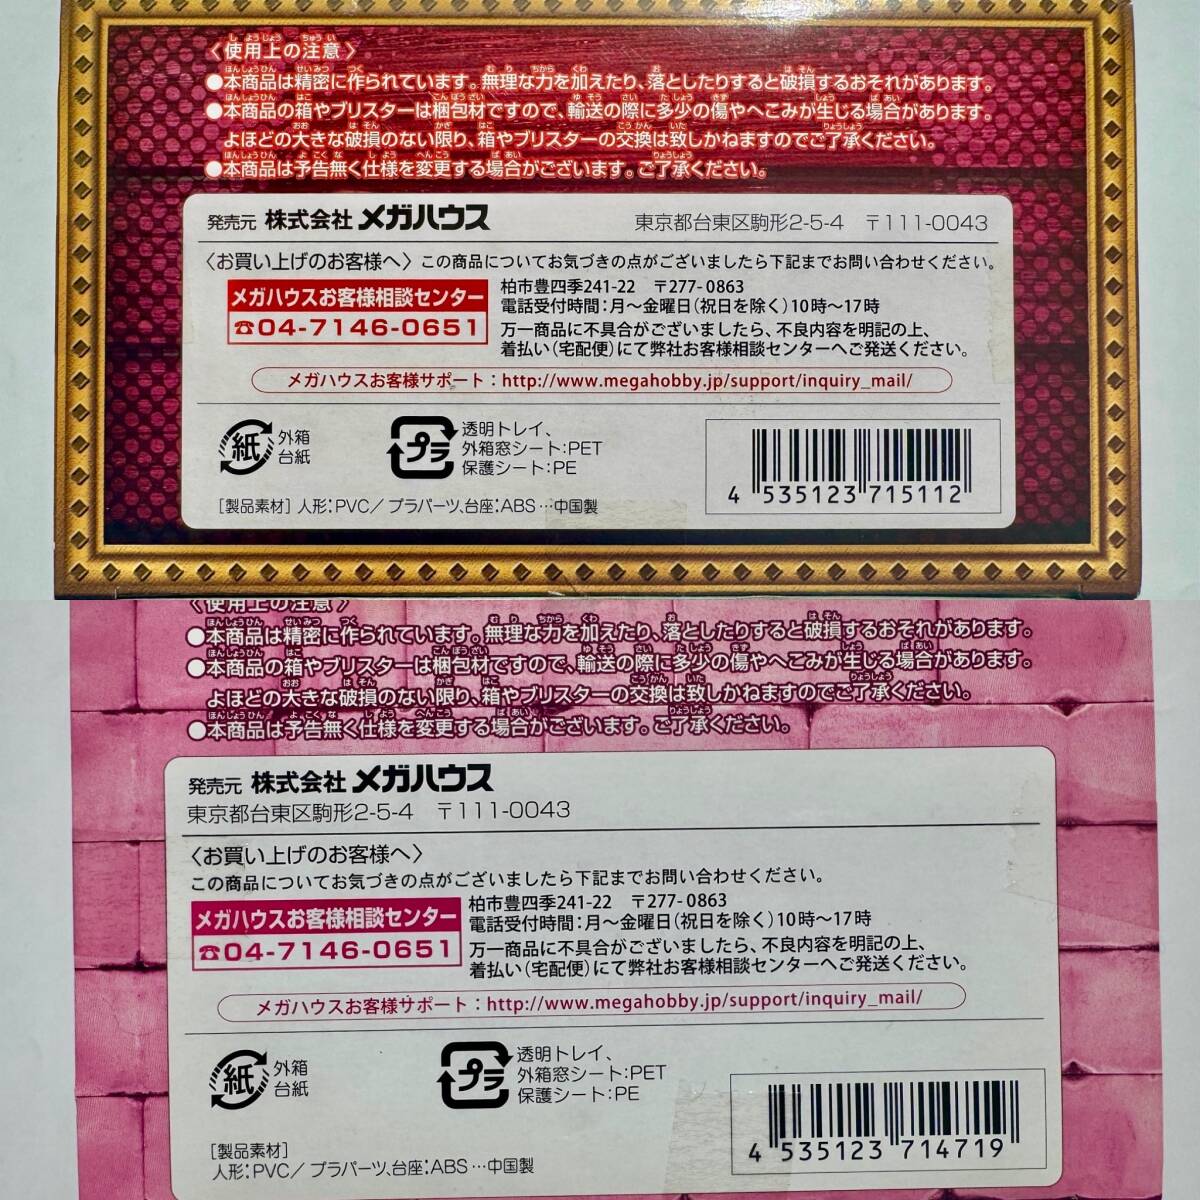 〈使用上の注意〉
●本商品は精密に作られています。無理な力を加えたり、落としたりすると破損するおそれがあります。
●本商品の箱やブリスターは梱包材ですので、輸送の際に多少の傷やへこみが生じる場合があります。
よほどの大きな破損のない限り、箱やブリスターの交換は致しかねますのでご了承ください。
●本商品は予告無く仕様を変更する場合がございます。ご了承ください。
発売元 株式会社 メガハウス 東京都台東区駒形2-5-4 〒111-0043
〈お買い上げのお客様へ〉この商品についてお気づきの点がございましたら下記までお問い合わせください。
メガハウスお客様相談センター
☎04-7146-0651
柏市豊四季241-22 〒277-0863
電話受付時間：月～金曜日(祝日を除く)10時～17時
万一商品に不具合がございましたら、不良内容を明記の上、
着払い(宅配便)にて弊社お客様相談センターへご発送ください。
メガハウスお客様サポート：http://www.megahobby.jp/support/inquiry_mail/
紙 外箱
台紙
プラ 透明トレイ、
外箱窓シート：PET
保護シート：PE
[製品素材] 人形：PVC／プラパーツ、台座：ABS…中国製
4 535123 715112
〈使用上の注意〉
●本商品は精密に作られています。無理な力を加えたり、落としたりすると破損するおそれがあります。
●本商品の箱やブリスターは梱包材ですので、輸送の際に多少の傷やへこみが生じる場合があります。
よほどの大きな破損のない限り、箱やブリスターの交換は致しかねますのでご了承ください。
●本商品は予告無く仕様を変更する場合がございます。ご了承ください。
発売元 株式会社 メガハウス
東京都台東区駒形2-5-4 〒111-0043
〈お買い上げのお客様へ〉
この商品についてお気づきの点がございましたら下記までお問い合わせください。
メガハウスお客様相談センター
☎04-7146-0651
柏市豊四季241-22 〒277-0863
電話受付時間：月～金曜日(祝日を除く)10時～17時
万一商品に不具合がございましたら、不良内容を明記の上、
着払い(宅配便)にて弊社お客様相談センターへご発送ください。
メガハウスお客様サポート：http://www.megahobby.jp/support/inquiry_mail/
紙 外箱
台紙
プラ 透明トレイ、
外箱窓シート：PET
保護シート：PE
[製品素材]
人形：PVC／プラパーツ、台座：ABS…中国製
4 535123 714719